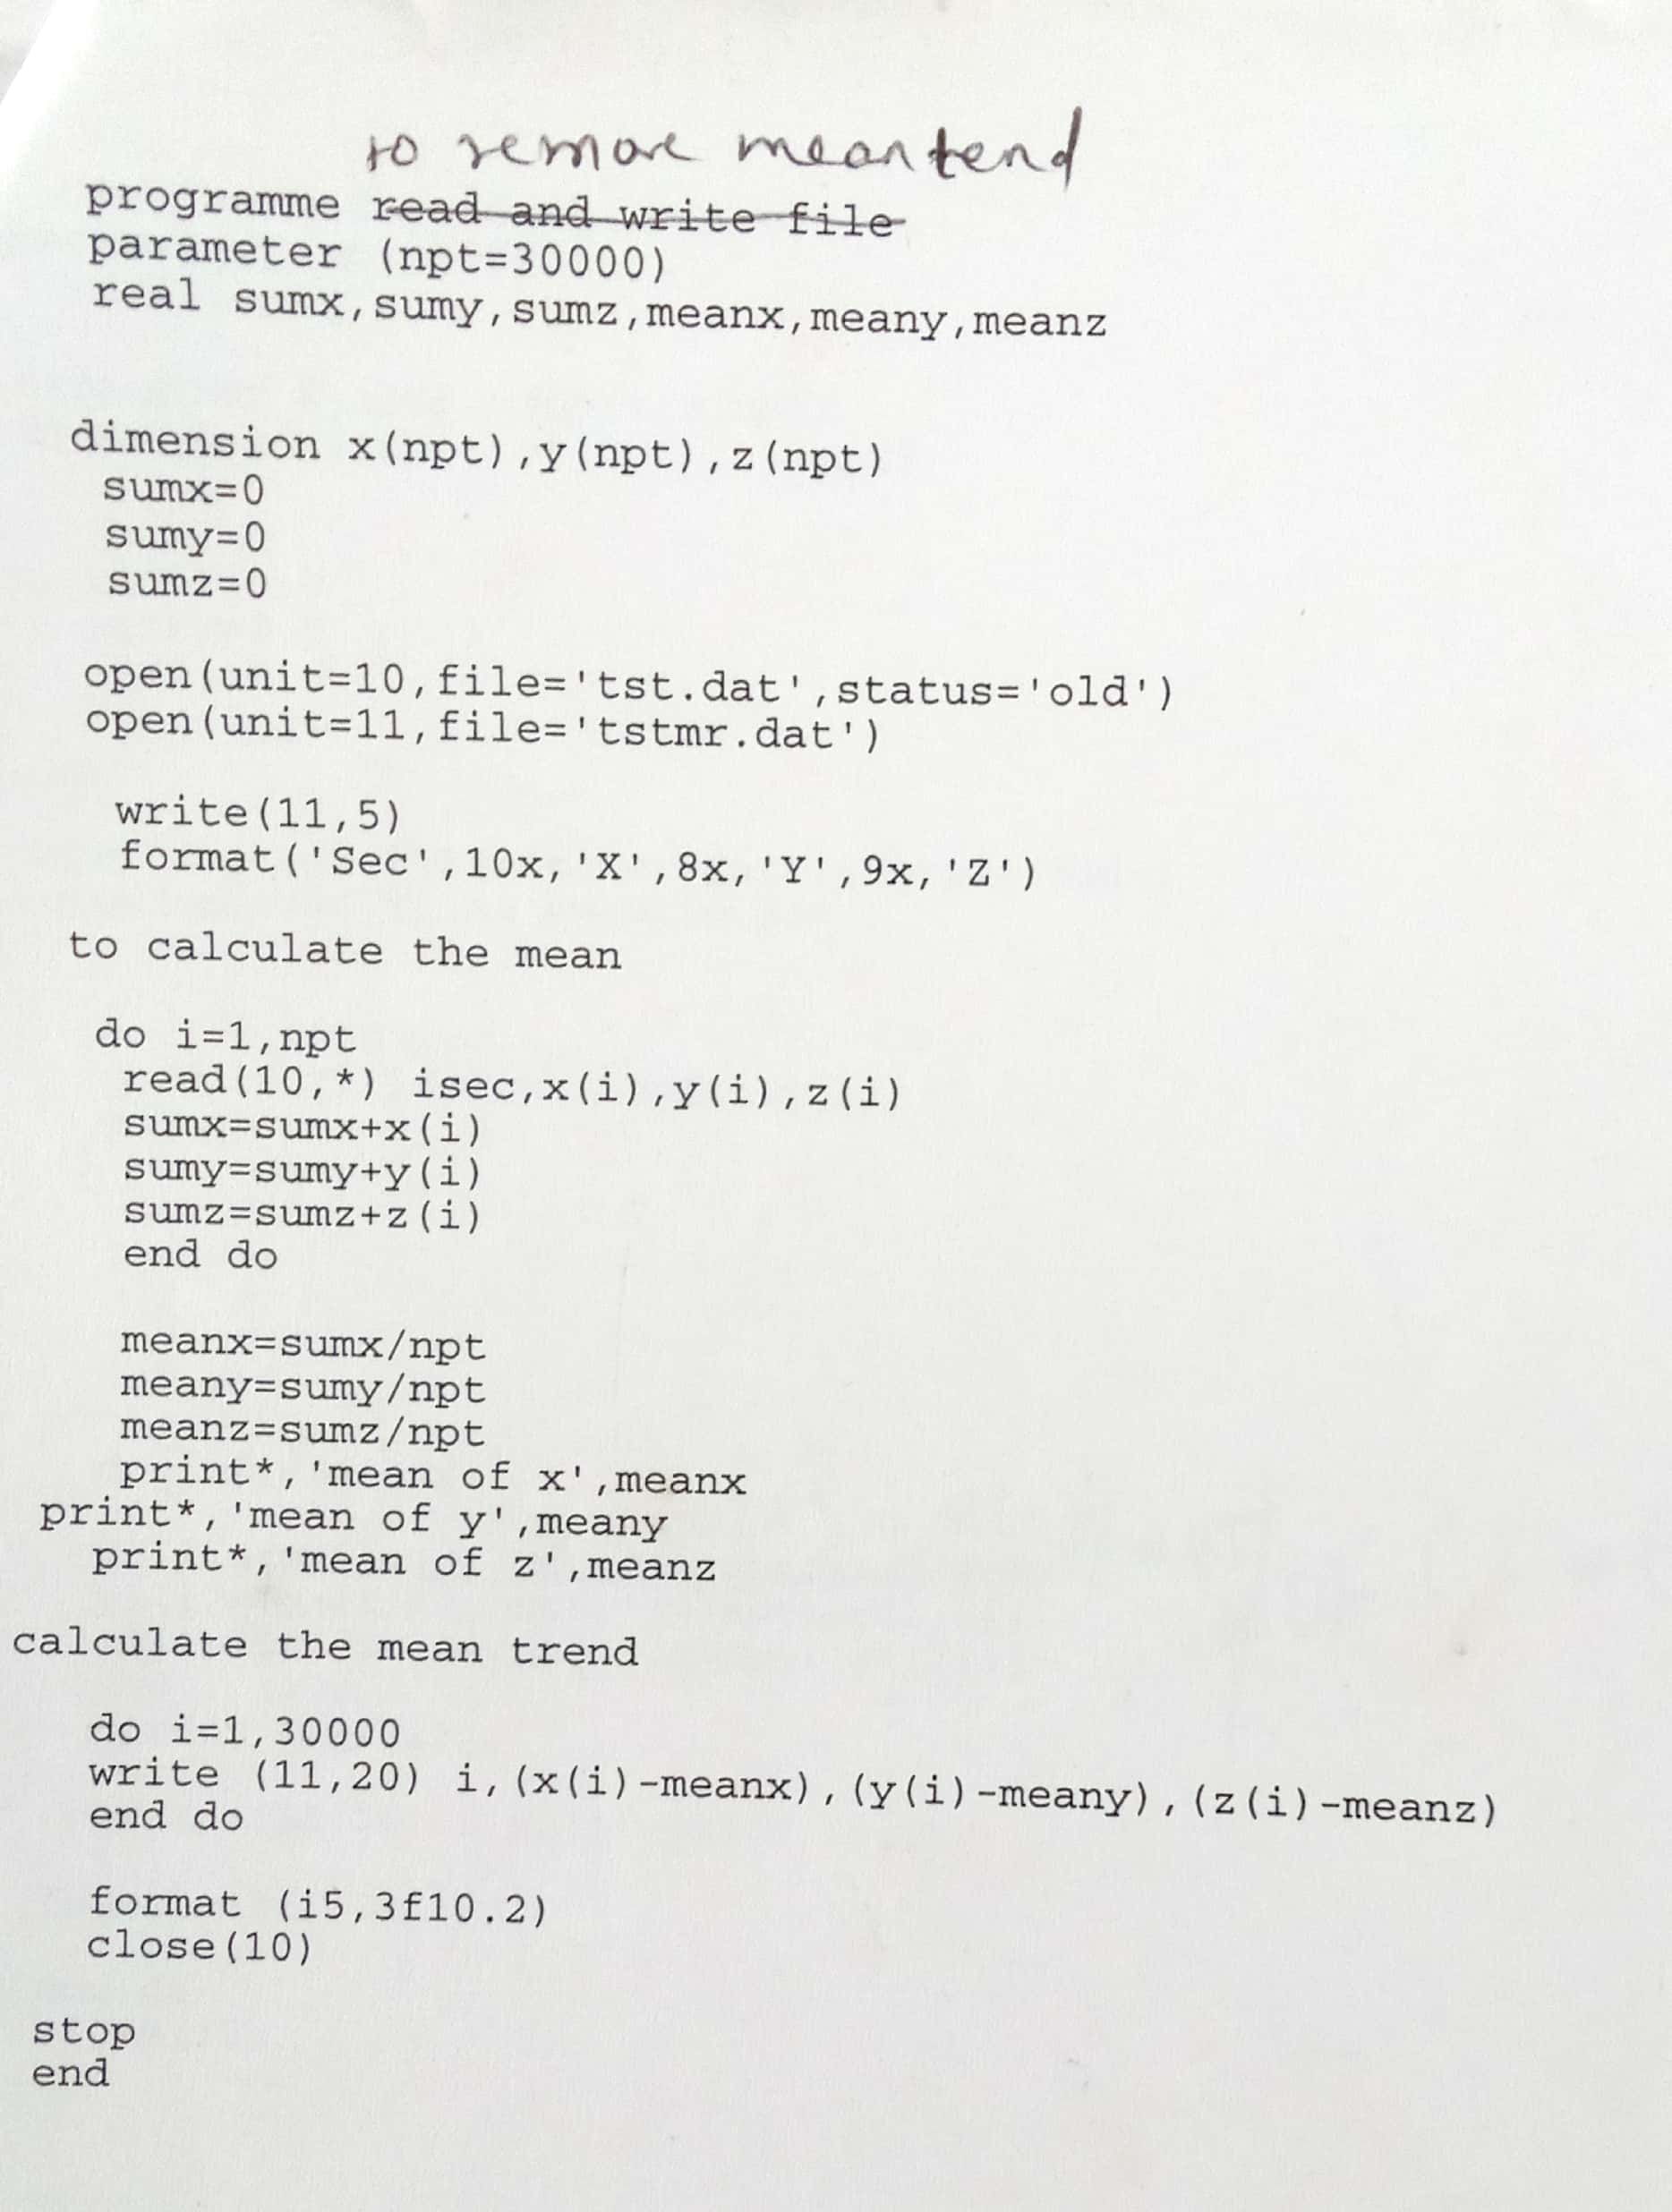 to remove mean tend
programme read and write file
parameter (npt=30000)
real sumx,sumy,sumz,meanx,meany,meanz
dimension x(npt),y(npt),z(npt)
sumx=0
sumy=0
sumz=0
open(unit=10,file='tst.dat',status='old')
open(unit=11,file='tstmr.dat')
write(11,5)
format('Sec',10x,'X',8x,'Y',9x,'Z')
to calculate the mean
do i=1,npt
read(10,*) isec,x(i),y(i),z(i)
sumx=sumx+x(i)
sumy=sumy+y(i)
sumz=sumz+z(i)
end do
meanx=sumx/npt
meany=sumy/npt
meanz=sumz/npt
print*,'mean of x',meanx
print*,'mean of y',meany
print*,'mean of z',meanz
calculate the mean trend
do i=1,30000
write (11,20) i,(x(i)-meanx),(y(i)-meany),(z(i)-meanz)
end do
format (i5,3f10.2)
close(10)
stop
end